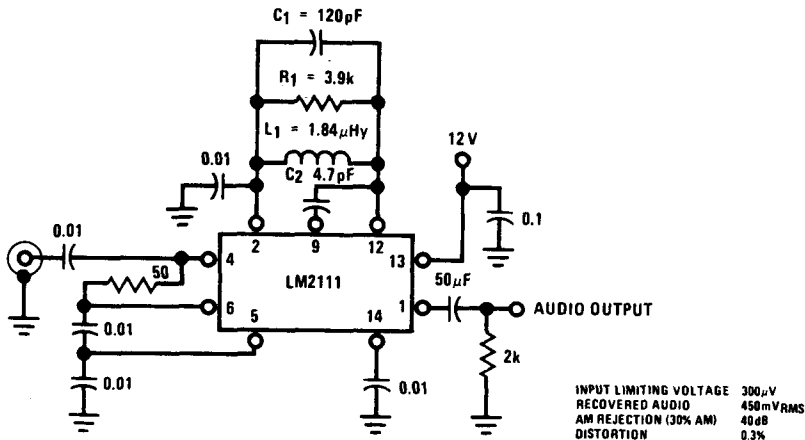 C1 = 120pF
R1 = 3.9k
L1 = 1.84μHy
12 V
0.01
C2 4.7pF
0.1
0.01
2 9 12
4
13
50
LM2111
50μF
6
1
AUDIO OUTPUT
0.01
5 14
2k
0.01
0.01
INPUT LIMITING VOLTAGE 300μV
RECOVERED AUDIO 450mVRMS
AM REJECTION (30% AM) 40dB
DISTORTION 0.3%